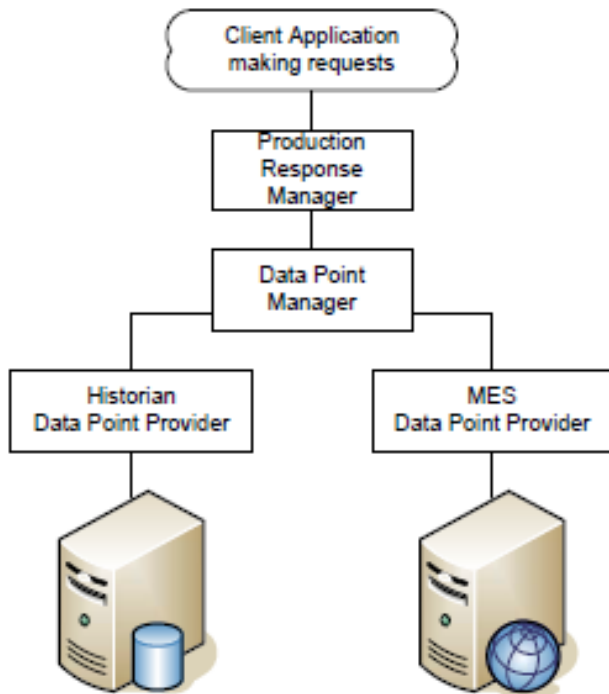 Client Application
making requests
Production
Response
Manager
Data Point
Manager
Historian
Data Point Provider
MES
Data Point Provider